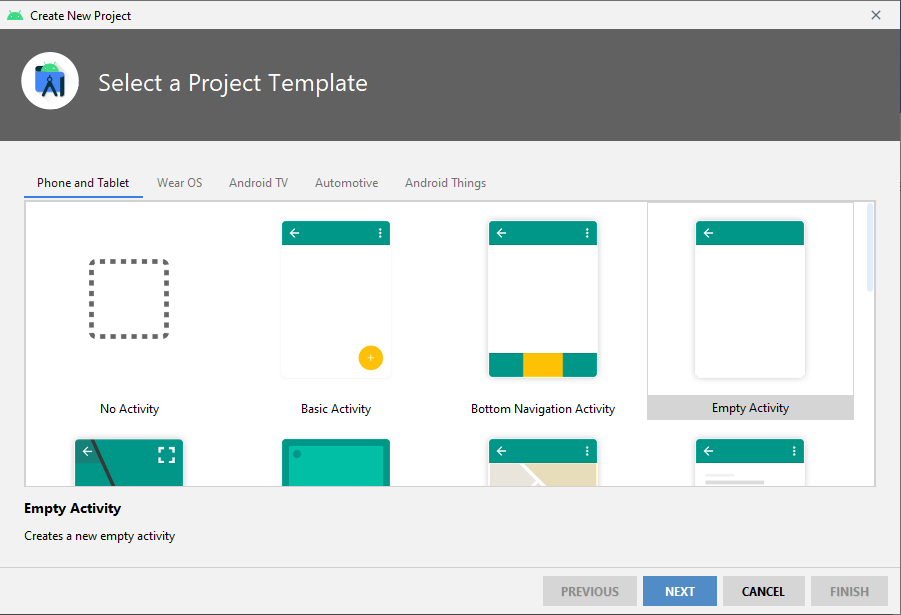 Create New Project
Select a Project Template
Phone and Tablet
Wear OS
Android TV
Automotive
Android Things
No Activity
Basic Activity
Bottom Navigation Activity
Empty Activity
Empty Activity
Creates a new empty activity
PREVIOUS
NEXT
CANCEL
FINISH